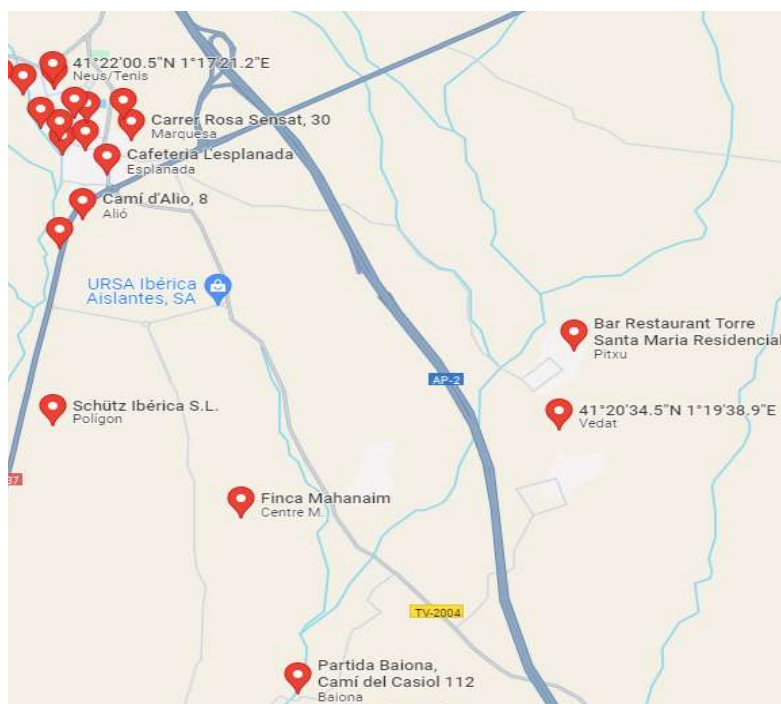 41°22'00.5"N 1°17'21.2"E
Neus/Tenis
Carrer Rosa Sensat, 30
Marquesa
Cafeteria L'esplanada
Esplanada
Camí d'Alio, 8
Alió
URSA Ibérica
Aislantes, SA
Bar Restaurant Torre
Santa Maria Residencial
Pitxu
AP-2
41°20'34.5"N 1°19'38.9"E
Vedat
Schütz Ibérica S.L.
Polígon
37
Finca Mahanaim
Centre M.
TV-2004
Partida Baiona,
Camí del Casiol 112
Baiona